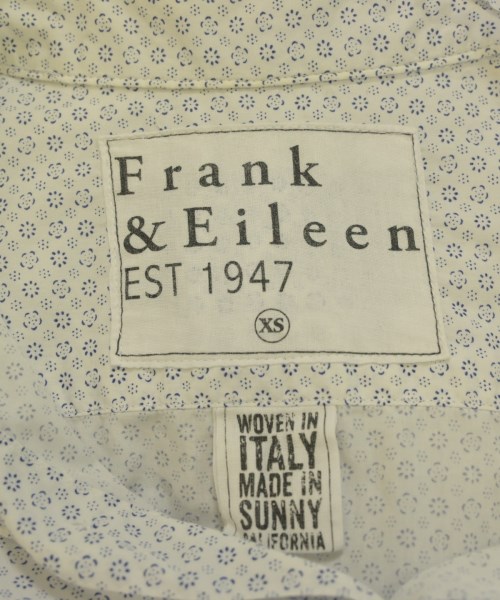 Frank
& Eileen
EST 1947
XS
WOVEN IN
ITALY
MADE IN
SUNNY
CALIFORNIA